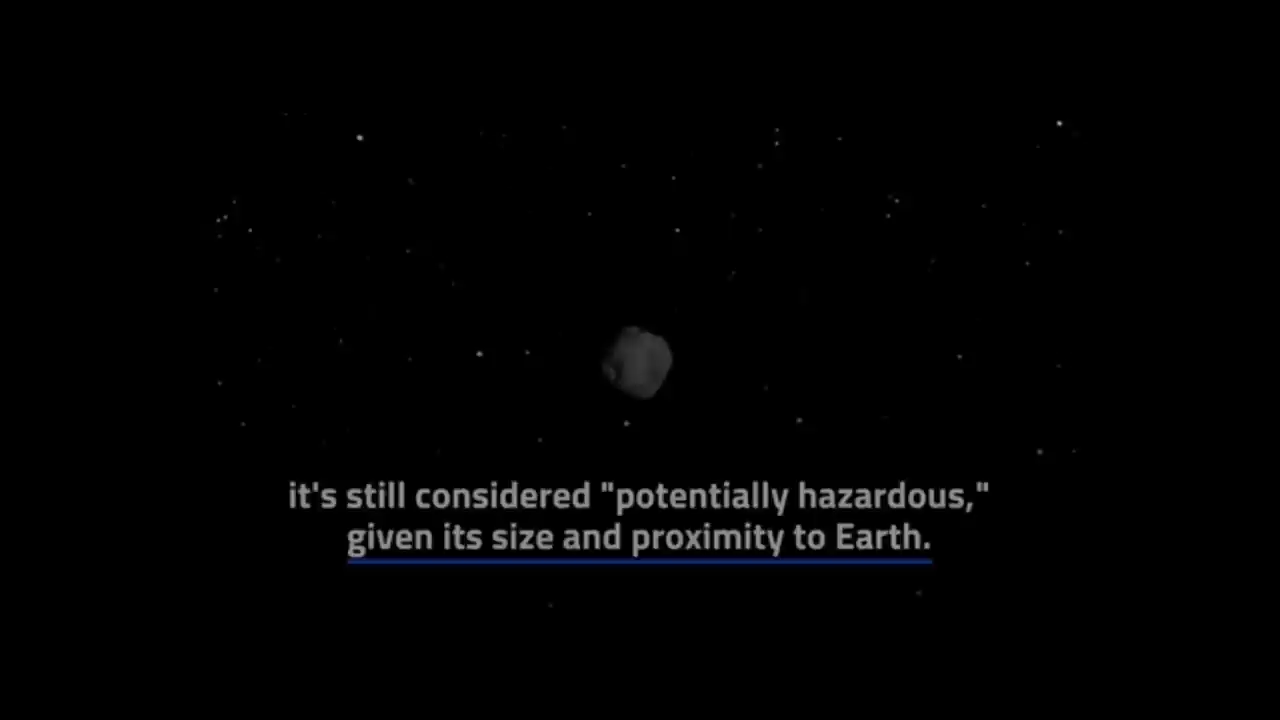 it's still considered "potentially hazardous,"
given its size and proximity to Earth.